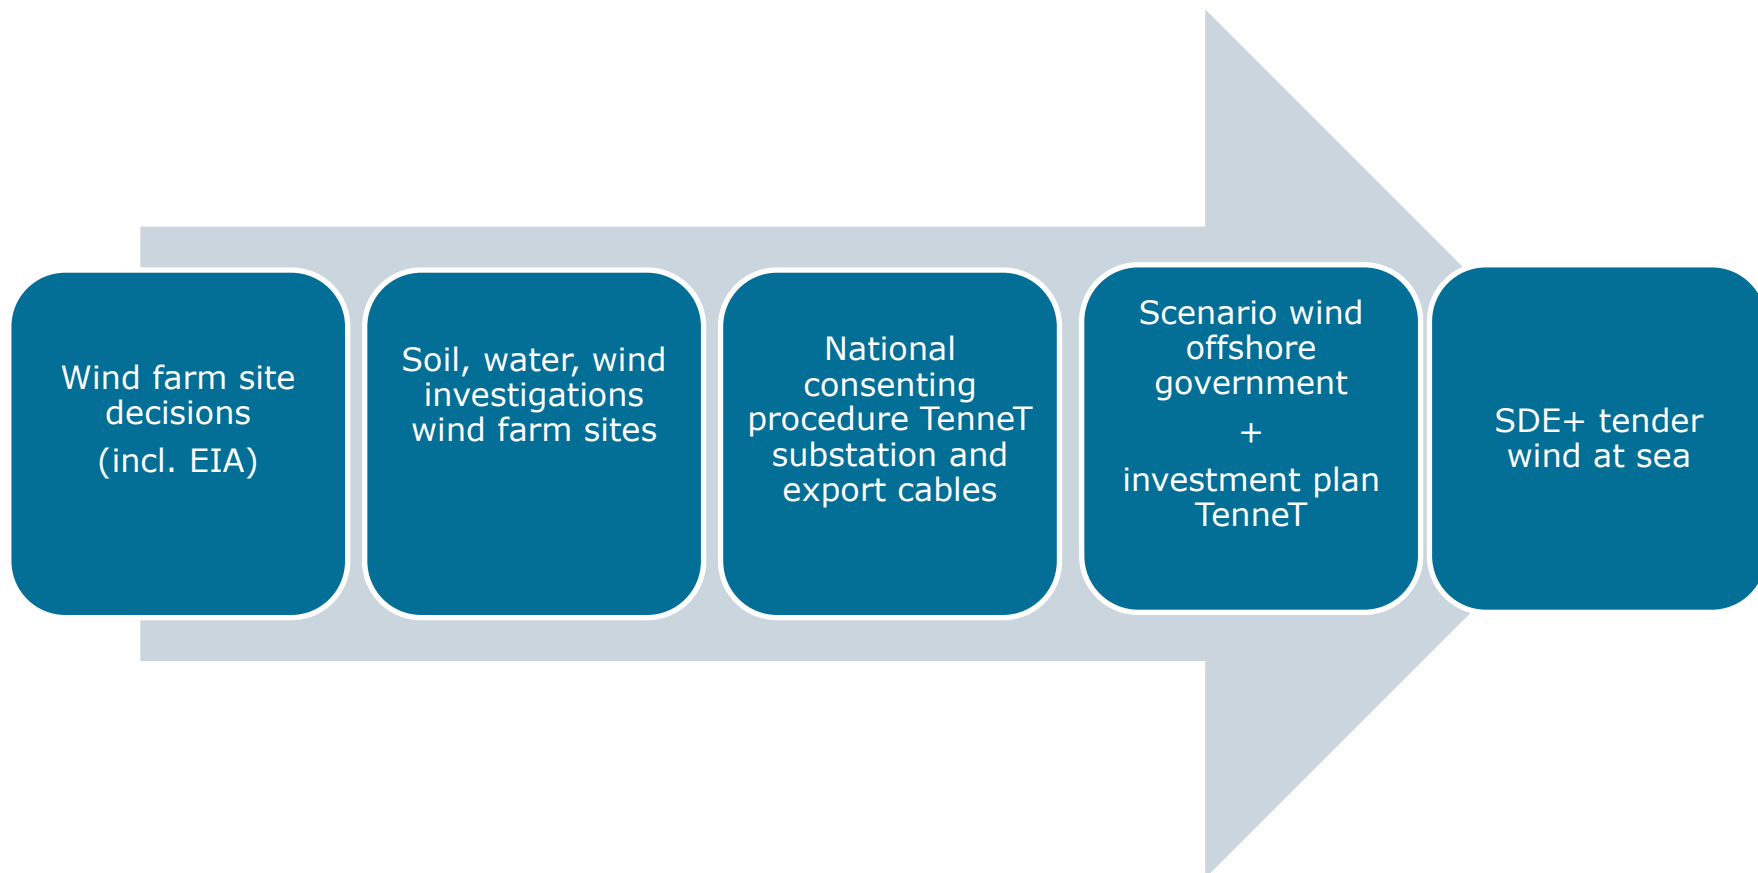 Wind farm site
decisions
(incl. EIA)
Soil, water, wind
investigations
wind farm sites
National
consenting
procedure TenneT
substation and
export cables
Scenario wind
offshore
government
+
investment plan
TenneT
SDE+ tender
wind at sea